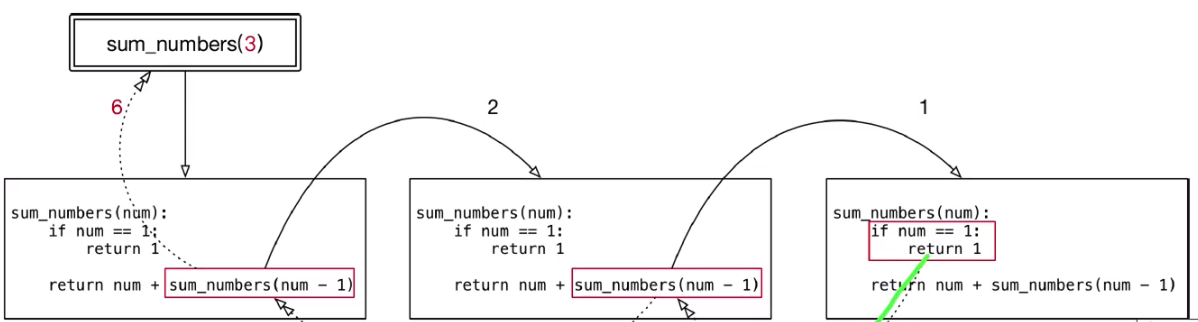 sum_numbers(3)
6
2
1
sum_numbers(num):
if num == 1:
return 1
return num + sum_numbers(num - 1)
sum_numbers(num):
if num == 1:
return 1
return num + sum_numbers(num - 1)
sum_numbers(num):
if num == 1:
return 1
return num + sum_numbers(num - 1)